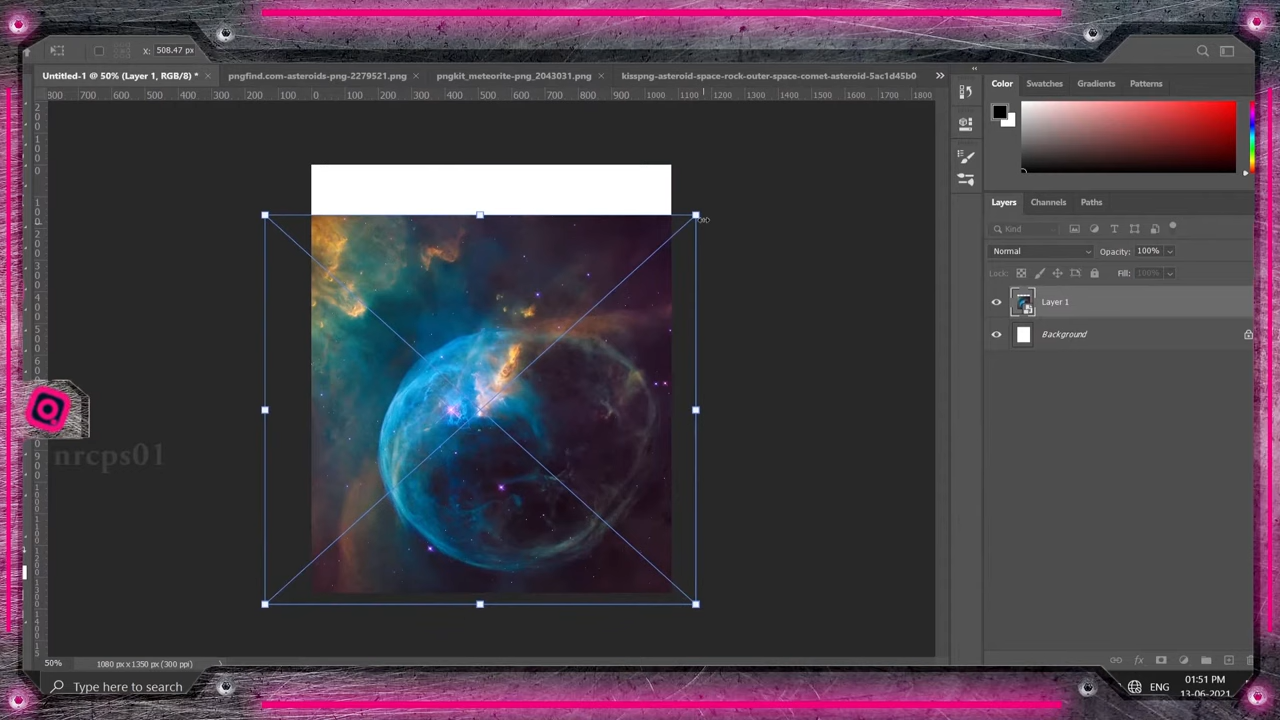 X: 508.47 px
Untitled-1 @ 50% (Layer 1, RGB/8) * × pngfind.com-asteroids-png-2279521.png × pngkit_meteorite-png_2043031.png × kisspng-asteroid-space-rock-outer-space-comet-asteroid-5ac1d45b0 »
800 700 600 500 400 300 200 100 0 100 200 300 400 500 600 700 800 900 1000 1100 1200 1300 1400 1500 1600 1700 1800
Color Swatches Gradients Patterns
Layers Channels Paths
Kind
Normal Opacity: 100%
Lock: Fill: 100%
Layer 1
Background
nrcps01
50% 1080 px x 1350 px (300 ppi)
Type here to search
ENG
01:51 PM
13-06-2021